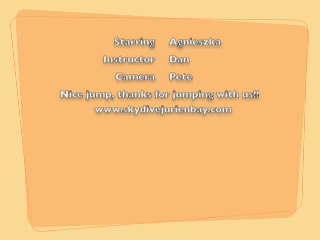 Starring Agnieszka
Instructor Dan
Camera Pete
Nice jump, thanks for jumping with us!!
www.skydivejurienbay.com